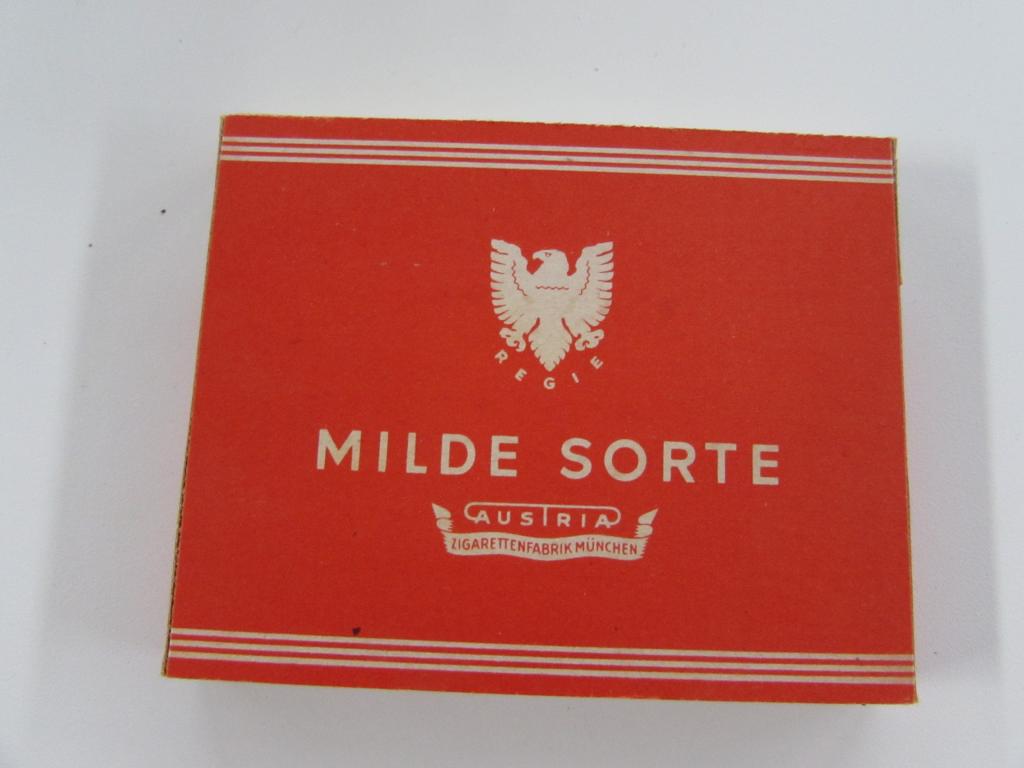 REGIE
MILDE SORTE
AUSTRIA
ZIGARETTENFABRIK MÜNCHEN